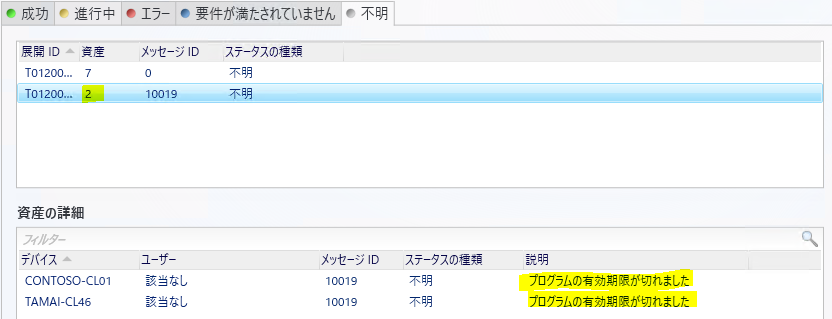 成功 進行中 エラー 要件が満たされていません 不明
展開 ID 資産 メッセージ ID ステータスの種類
T01200... 7 0 不明
T01200... 2 10019 不明
資産の詳細
フィルター
デバイス ユーザー メッセージ ID ステータスの種類 説明
CONTOSO-CL01 該当なし 10019 不明 プログラムの有効期限が切れました
TAMAI-CL46 該当なし 10019 不明 プログラムの有効期限が切れました